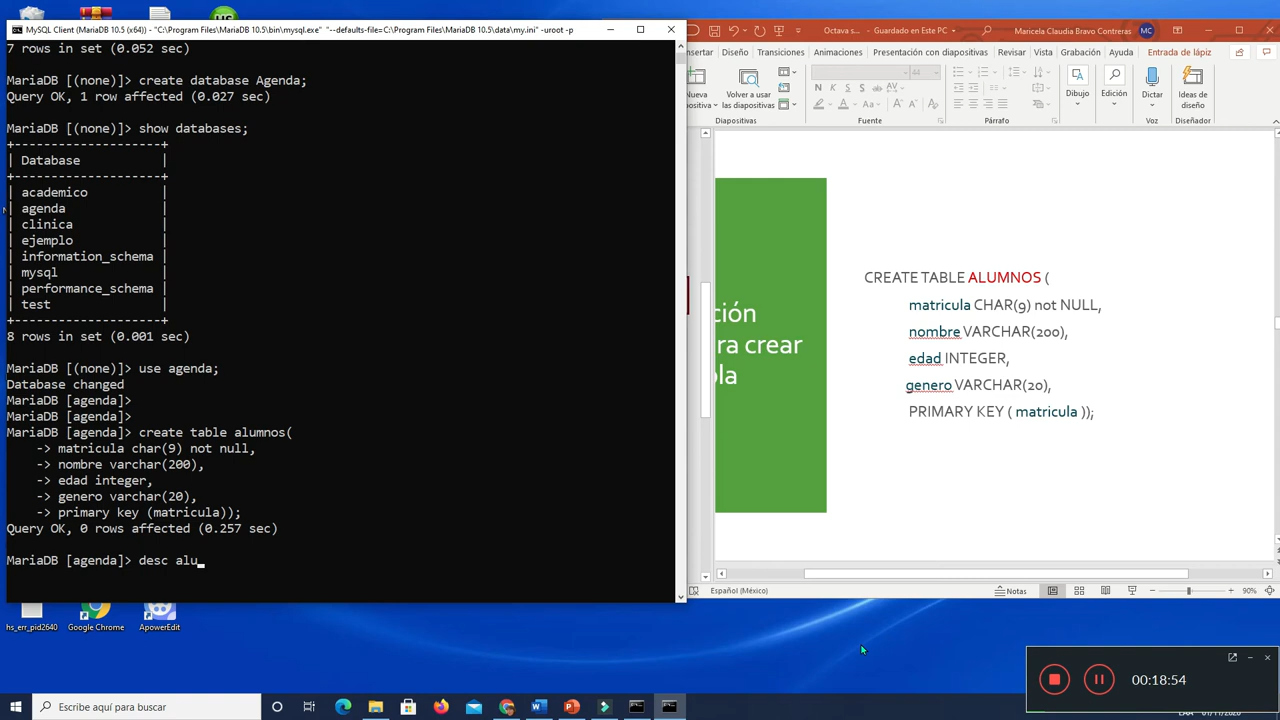 MySQL Client (MariaDB 10.5 (x64)) - "C:\Program Files\MariaDB 10.5\bin\mysql.exe" "--defaults-file=C:\Program Files\MariaDB 10.5\data\my.ini" -uroot -p
7 rows in set (0.052 sec)
MariaDB [(none)]> create database Agenda;
Query OK, 1 row affected (0.027 sec)
MariaDB [(none)]> show databases;
+--------------------+
| Database           |
+--------------------+
| academico          |
| agenda             |
| clinica            |
| ejemplo            |
| information_schema |
| mysql              |
| performance_schema |
| test               |
+--------------------+
8 rows in set (0.001 sec)
MariaDB [(none)]> use agenda;
Database changed
MariaDB [agenda]>
MariaDB [agenda]>
MariaDB [agenda]> create table alumnos(
-> matricula char(9) not null,
-> nombre varchar(200),
-> edad integer,
-> genero varchar(20),
-> primary key (matricula));
Query OK, 0 rows affected (0.257 sec)
MariaDB [agenda]> desc alu
Octava s... - Guardado en Este PC
Maricela Claudia Bravo Contreras MC
nsertar Diseño Transiciones Animaciones Presentación con diapositivas Revisar Vista Grabación Ayuda Entrada de lápiz
Nueva
diapositiva
Volver a usar
las diapositivas
Dibujo
Edición
Dictar
Ideas de
diseño
Diapositivas Fuente Párrafo Voz Diseñador
ción
ra crear
CREATE TABLE ALUMNOS (
matricula CHAR(9) not NULL,
nombre VARCHAR(200),
edad INTEGER,
genero VARCHAR(20),
PRIMARY KEY ( matricula ));
Español (México) Notas 90%
hs_err_pid2640
Google Chrome
ApowerEdit
00:18:54
Escribe aquí para buscar